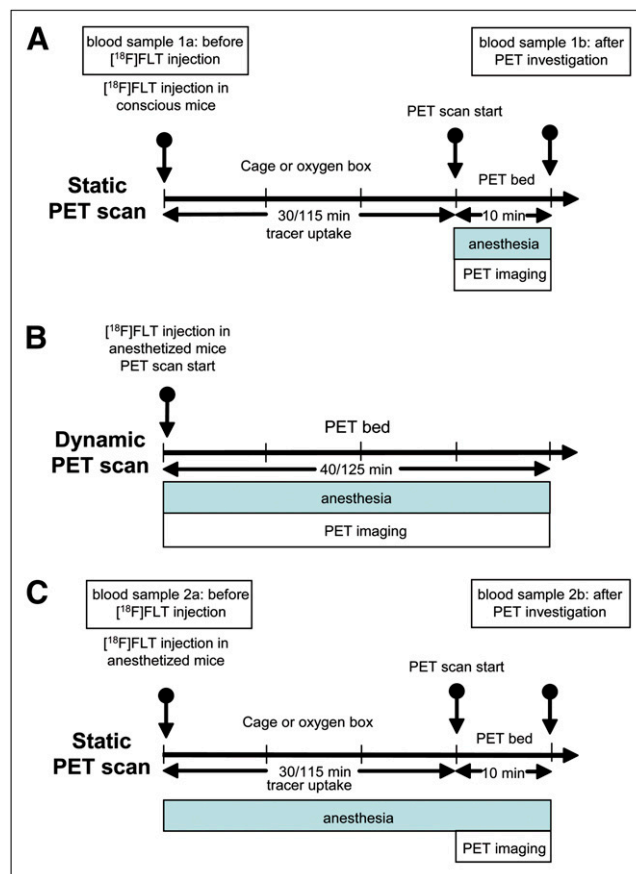 A
blood sample 1a: before
[¹⁸F]FLT injection
blood sample 1b: after
PET investigation
[¹⁸F]FLT injection in
conscious mice
PET scan start
Cage or oxygen box
PET bed
Static
PET scan
30/115 min
tracer uptake
10 min
anesthesia
PET imaging
B
[¹⁸F]FLT injection in
anesthetized mice
PET scan start
PET bed
Dynamic
PET scan
40/125 min
anesthesia
PET imaging
C
blood sample 2a: before
[¹⁸F]FLT injection
blood sample 2b: after
PET investigation
[¹⁸F]FLT injection in
anesthetized mice
PET scan start
Cage or oxygen box
PET bed
Static
PET scan
30/115 min
tracer uptake
10 min
anesthesia
PET imaging